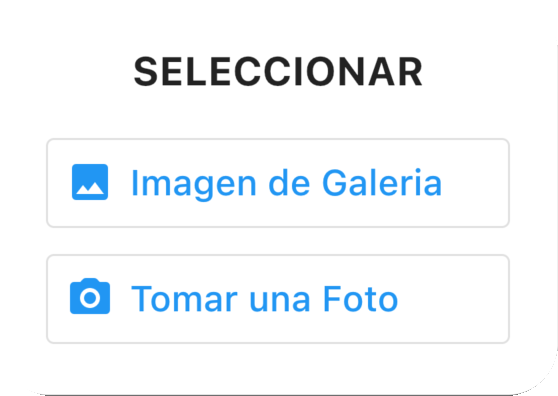 SELECCIONAR
Imagen de Galeria
Tomar una Foto